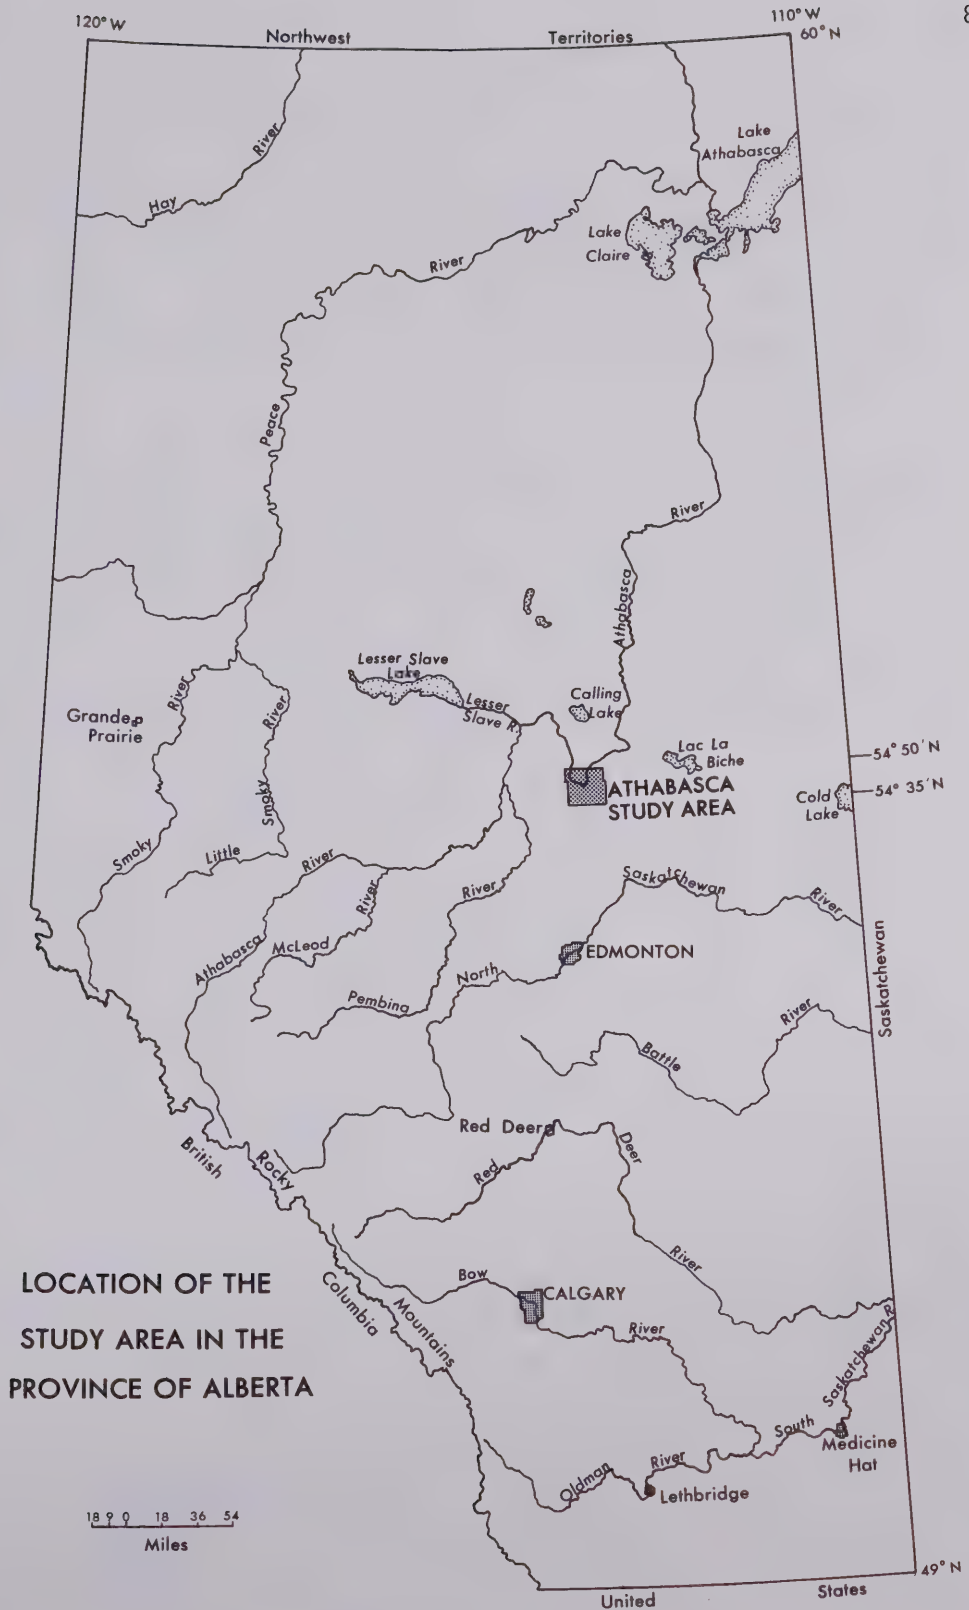 8
120° W
110° W
60° N
Northwest
Territories
River
Hay
Lake
Athabasca
Lake
Claire
River
Peace
River
Athabasca
Lesser Slave
Lake
Lesser
Slave R.
Calling
Lake
River
River
Grande
Prairie
Lac La
Biche
54° 50' N
54° 35' N
ATHABASCA
STUDY AREA
Cold
Lake
Smoky
Smoky
Little
River
River
River
Saskatchewan
River
Athabasca
McLeod
EDMONTON
North
Pembina
Saskatchewan
River
Battle
Red Deer
Deer
Red
British
Rocky
River
LOCATION OF THE
STUDY AREA IN THE
PROVINCE OF ALBERTA
Columbia
Mountains
Bow
CALGARY
River
Saskatchewan R.
South
Medicine
Hat
Oldman
River
Lethbridge
18 9 0 18 36 54
Miles
49° N
United
States